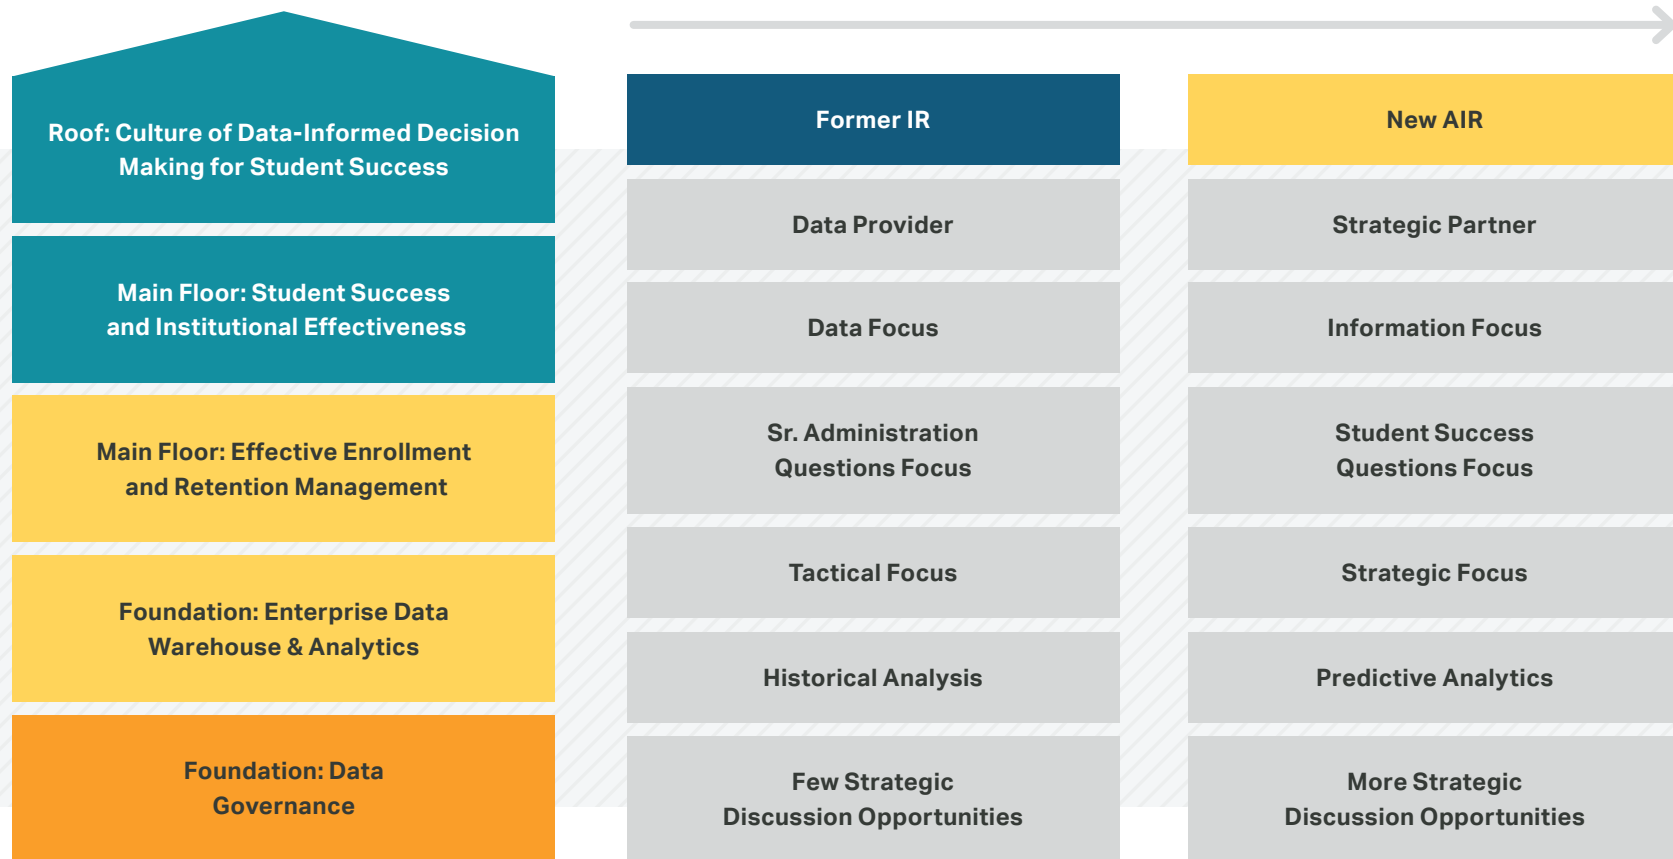 Roof: Culture of Data-Informed Decision
Making for Student Success
Main Floor: Student Success
and Institutional Effectiveness
Main Floor: Effective Enrollment
and Retention Management
Foundation: Enterprise Data
Warehouse & Analytics
Foundation: Data
Governance
Former IR
Data Provider
Data Focus
Sr. Administration
Questions Focus
Tactical Focus
Historical Analysis
Few Strategic
Discussion Opportunities
New AIR
Strategic Partner
Information Focus
Student Success
Questions Focus
Strategic Focus
Predictive Analytics
More Strategic
Discussion Opportunities